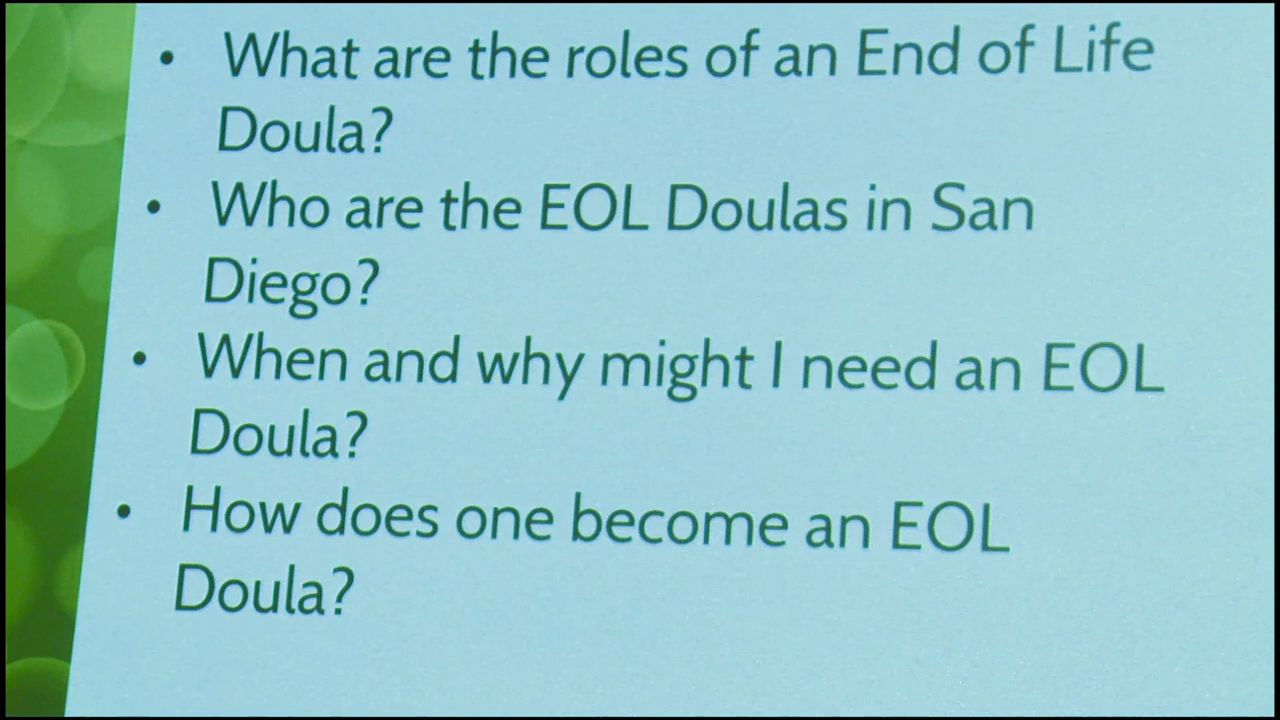 • What are the roles of an End of Life
Doula?
• Who are the EOL Doulas in San
Diego?
• When and why might I need an EOL
Doula?
• How does one become an EOL
Doula?